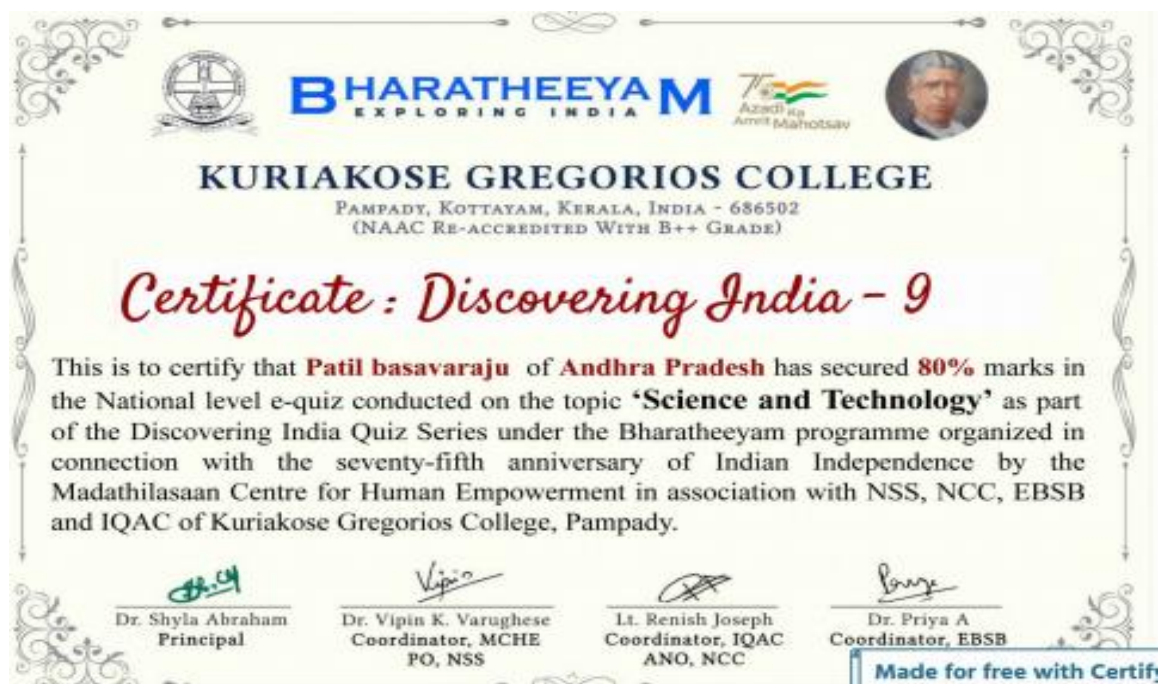 BHARATHEEYAM
EXPLORING INDIA
75
Azadi Ka
Amrit Mahotsav
KURIAKOSE GREGORIOS COLLEGE
PAMPADY, KOTTAYAM, KERALA, INDIA - 686502
(NAAC RE-ACCREDITED WITH B++ GRADE)
Certificate : Discovering India - 9
This is to certify that Patil basavaraju of Andhra Pradesh has secured 80% marks in
the National level e-quiz conducted on the topic ‘Science and Technology’ as part
of the Discovering India Quiz Series under the Bharatheeyam programme organized in
connection with the seventy-fifth anniversary of Indian Independence by the
Madathilasaan Centre for Human Empowerment in association with NSS, NCC, EBSB
and IQAC of Kuriakose Gregorios College, Pampady.
Vipin
Dr. Shyla Abraham Dr. Vipin K. Varughese Lt. Renish Joseph Dr. Priya A
Principal Coordinator, MCHE Coordinator, IQAC Coordinator, EBSB
PO, NSS ANO, NCC
Made for free with Certify